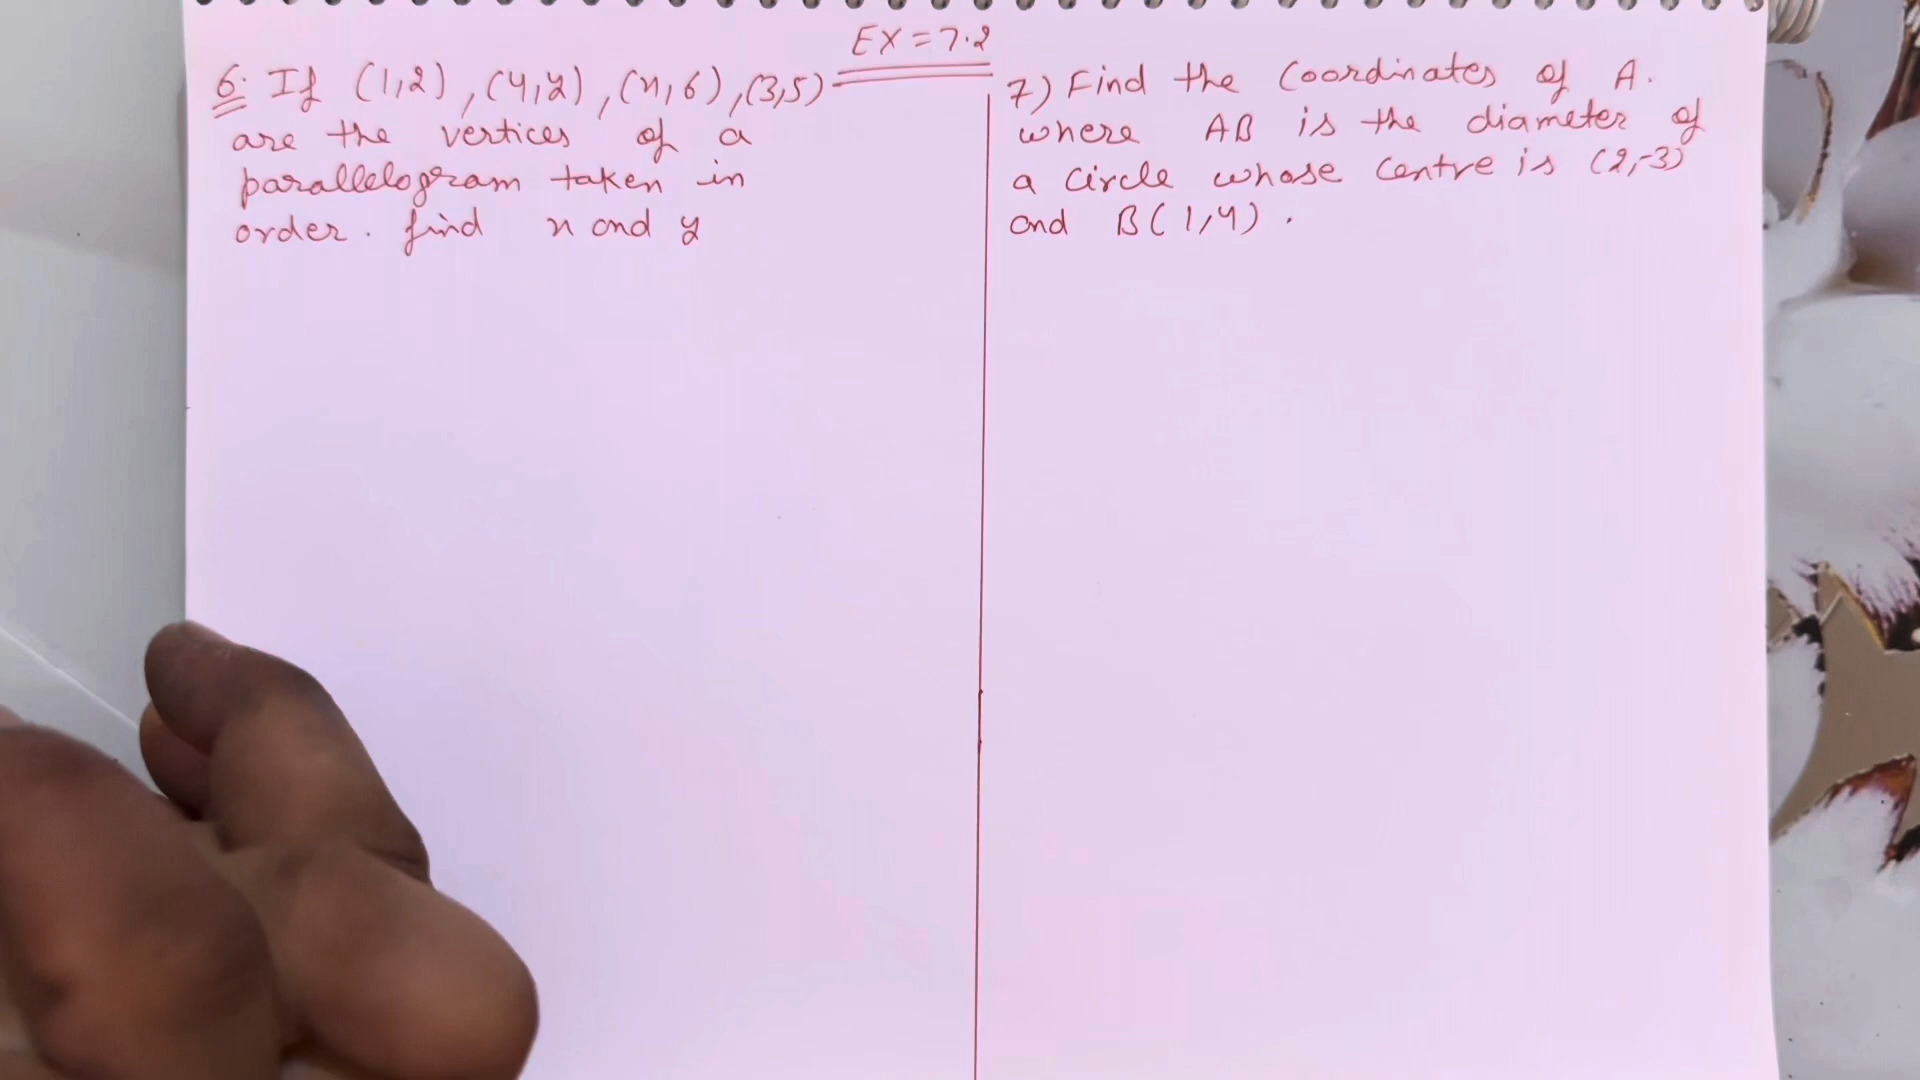 EX = 7.2
6. If (1,2), (4,y), (x,6), (3,5)
are the vertices of a
parallelogram taken in
order. find x and y
7) Find the Coordinates of A.
where AB is the diameter of
a circle whose centre is (2,-3)
and B(1,4).